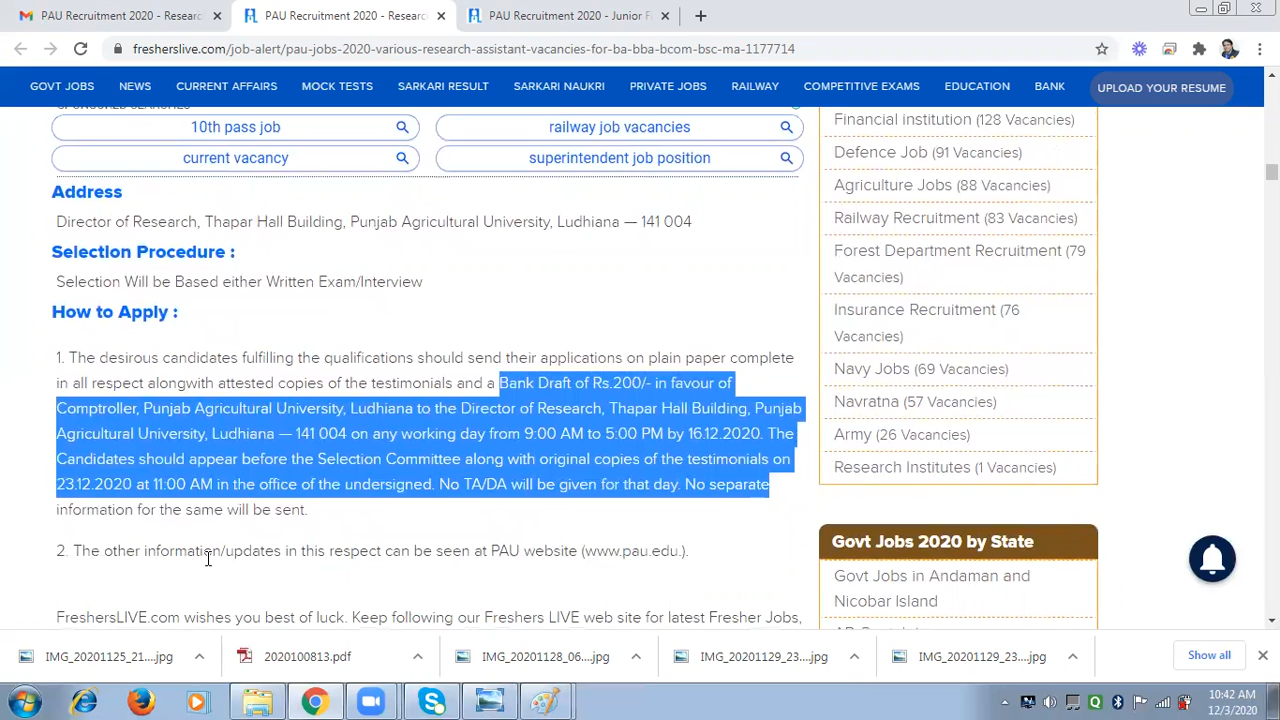 PAU Recruitment 2020 - Researc
PAU Recruitment 2020 - Researc
PAU Recruitment 2020 - Junior Fi
fresherslive.com/job-alert/pau-jobs-2020-various-research-assistant-vacancies-for-ba-bba-bcom-bsc-ma-1177714
GOVT JOBS NEWS CURRENT AFFAIRS MOCK TESTS SARKARI RESULT SARKARI NAUKRI PRIVATE JOBS RAILWAY COMPETITIVE EXAMS EDUCATION BANK UPLOAD YOUR RESUME
SPONSORED SEARCHES
10th pass job
railway job vacancies
current vacancy
superintendent job position
Address
Director of Research, Thapar Hall Building, Punjab Agricultural University, Ludhiana — 141 004
Selection Procedure :
Selection Will be Based either Written Exam/Interview
How to Apply :
1. The desirous candidates fulfilling the qualifications should send their applications on plain paper complete
in all respect alongwith attested copies of the testimonials and a Bank Draft of Rs.200/- in favour of
Comptroller, Punjab Agricultural University, Ludhiana to the Director of Research, Thapar Hall Building, Punjab
Agricultural University, Ludhiana — 141 004 on any working day from 9:00 AM to 5:00 PM by 16.12.2020. The
Candidates should appear before the Selection Committee along with original copies of the testimonials on
23.12.2020 at 11:00 AM in the office of the undersigned. No TA/DA will be given for that day. No separate
information for the same will be sent.
2. The other information/updates in this respect can be seen at PAU website (www.pau.edu.).
FreshersLIVE.com wishes you best of luck. Keep following our Freshers LIVE web site for latest Fresher Jobs,
Financial institution (128 Vacancies)
Defence Job (91 Vacancies)
Agriculture Jobs (88 Vacancies)
Railway Recruitment (83 Vacancies)
Forest Department Recruitment (79
Vacancies)
Insurance Recruitment (76
Vacancies)
Navy Jobs (69 Vacancies)
Navratna (57 Vacancies)
Army (26 Vacancies)
Research Institutes (1 Vacancies)
Govt Jobs 2020 by State
Govt Jobs in Andaman and
Nicobar Island
IMG_20201125_21....jpg
2020100813.pdf
IMG_20201128_06....jpg
IMG_20201129_23....jpg
IMG_20201129_23....jpg
Show all
10:42 AM
12/3/2020